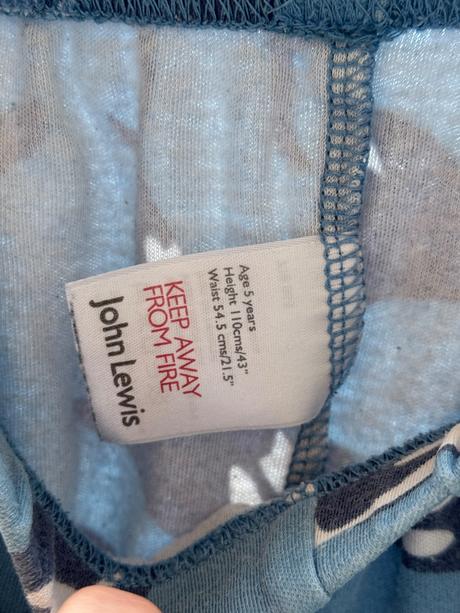 Age 5 years
Height 110cms/43"
Waist 54.5 cms/21.5"
KEEP AWAY
FROM FIRE
John Lewis